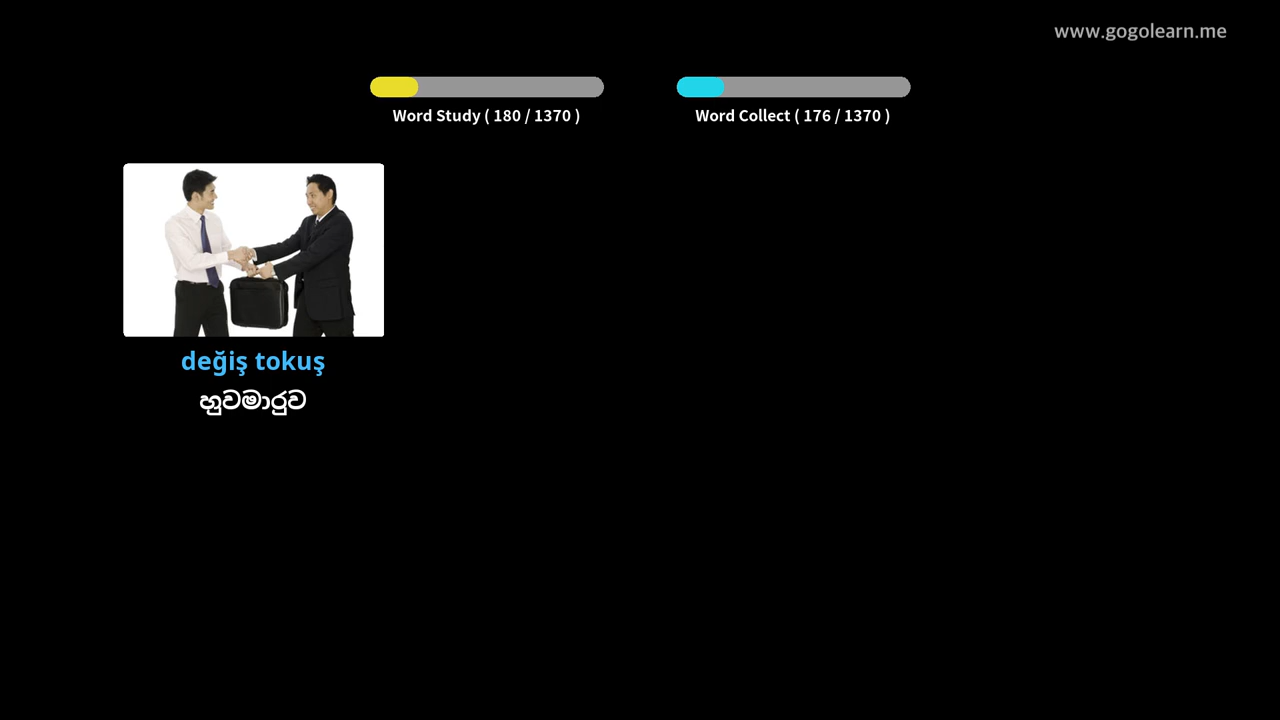 www.gogolearn.me
Word Study ( 180 / 1370 )
Word Collect ( 176 / 1370 )
değiş tokuş
හුවමාරුව